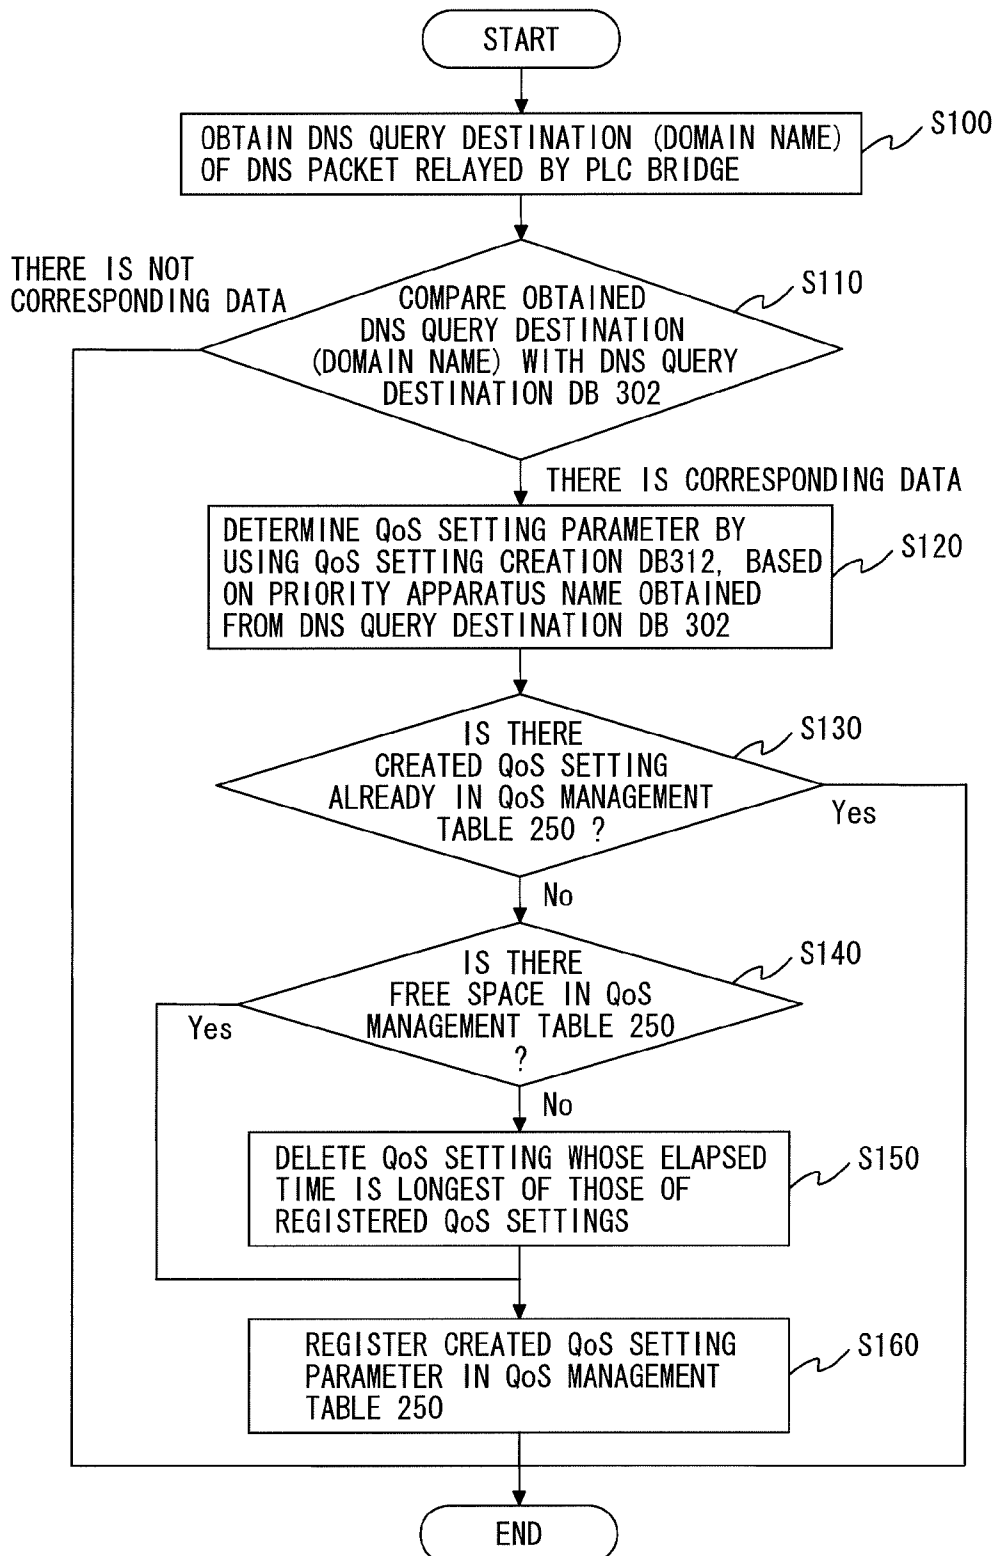 START
OBTAIN DNS QUERY DESTINATION (DOMAIN NAME)
OF DNS PACKET RELAYED BY PLC BRIDGE
S100
THERE IS NOT
CORRESPONDING DATA
COMPARE OBTAINED
DNS QUERY DESTINATION
(DOMAIN NAME) WITH DNS QUERY
DESTINATION DB 302
S110
THERE IS CORRESPONDING DATA
DETERMINE QoS SETTING PARAMETER BY
USING QoS SETTING CREATION DB312, BASED
ON PRIORITY APPARATUS NAME OBTAINED
FROM DNS QUERY DESTINATION DB 302
S120
IS THERE
CREATED QoS SETTING
ALREADY IN QoS MANAGEMENT
TABLE 250 ?
S130
Yes
No
IS THERE
FREE SPACE IN QoS
MANAGEMENT TABLE 250
?
S140
Yes
No
DELETE QoS SETTING WHOSE ELAPSED
TIME IS LONGEST OF THOSE OF
REGISTERED QoS SETTINGS
S150
REGISTER CREATED QoS SETTING
PARAMETER IN QoS MANAGEMENT
TABLE 250
S160
END